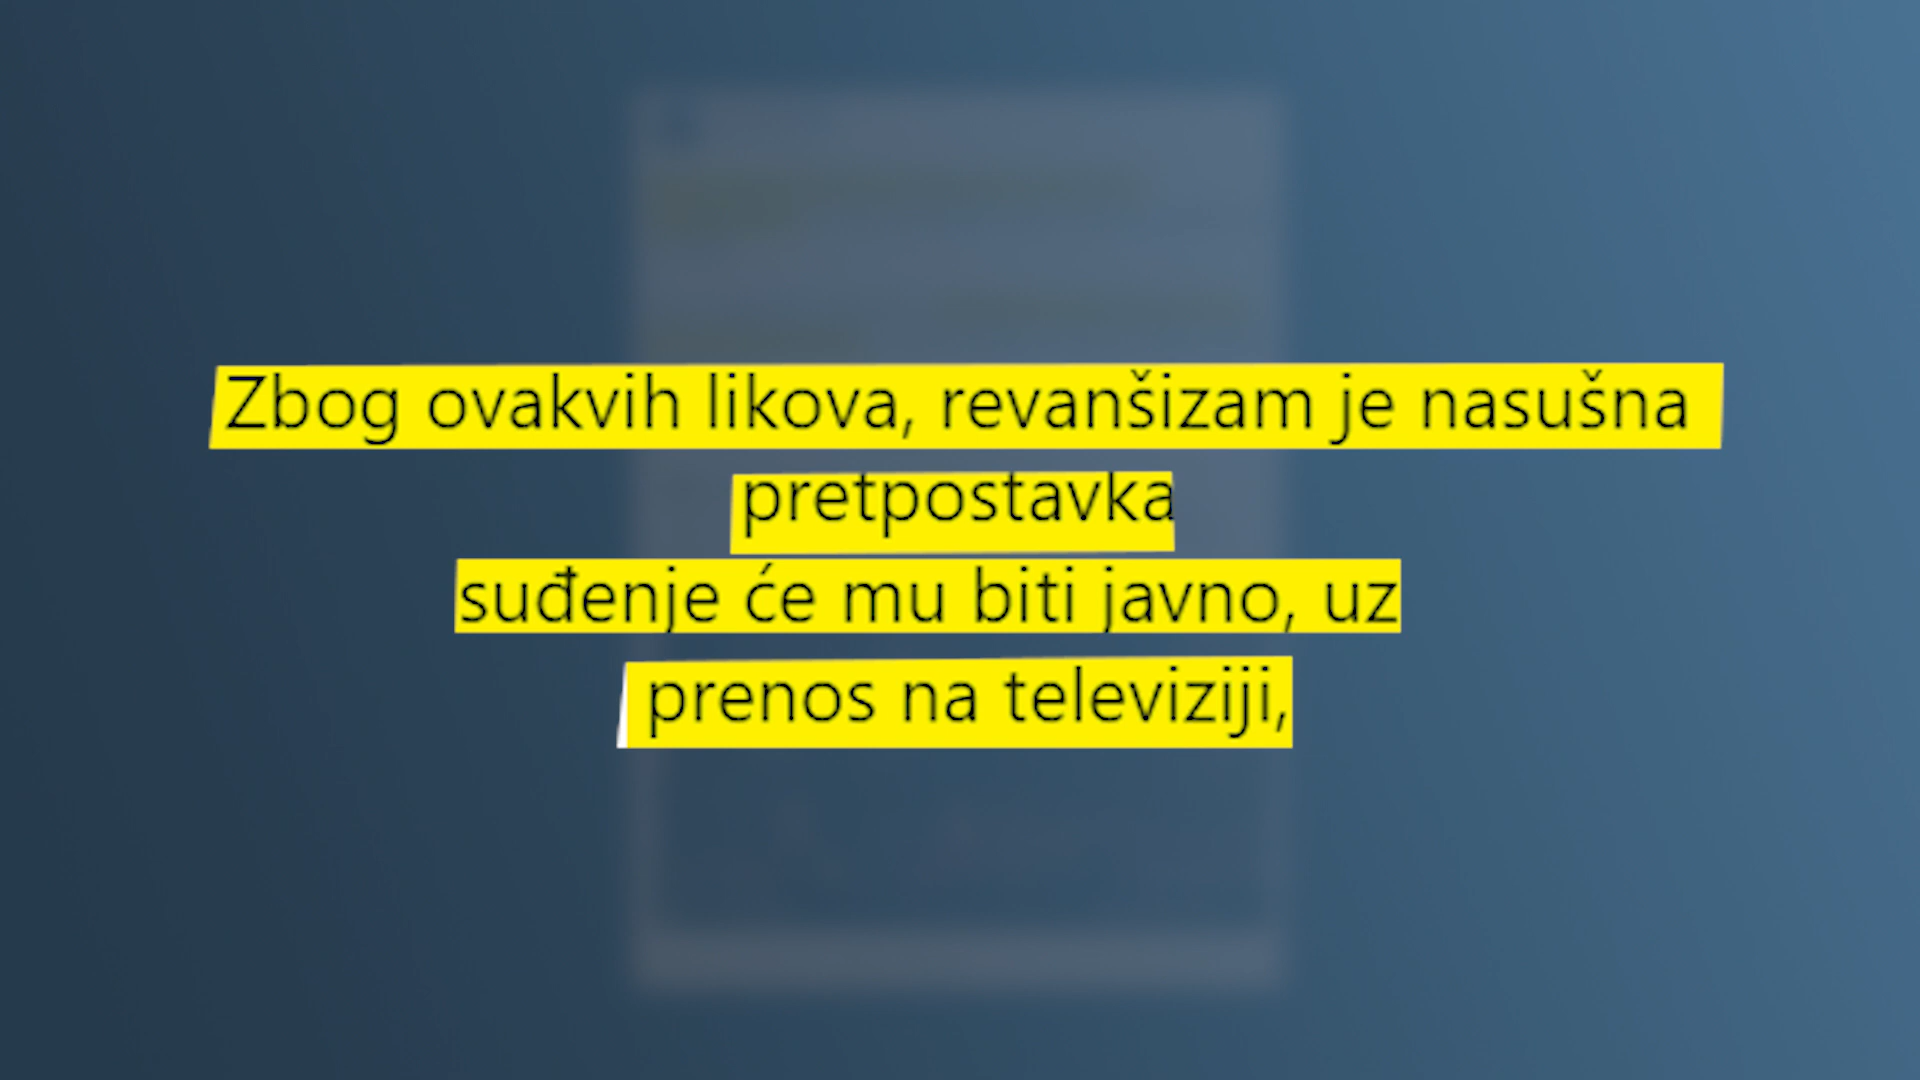 Zbog ovakvih likova, revanšizam je nasušna
pretpostavka
suđenje će mu biti javno, uz
prenos na televiziji,